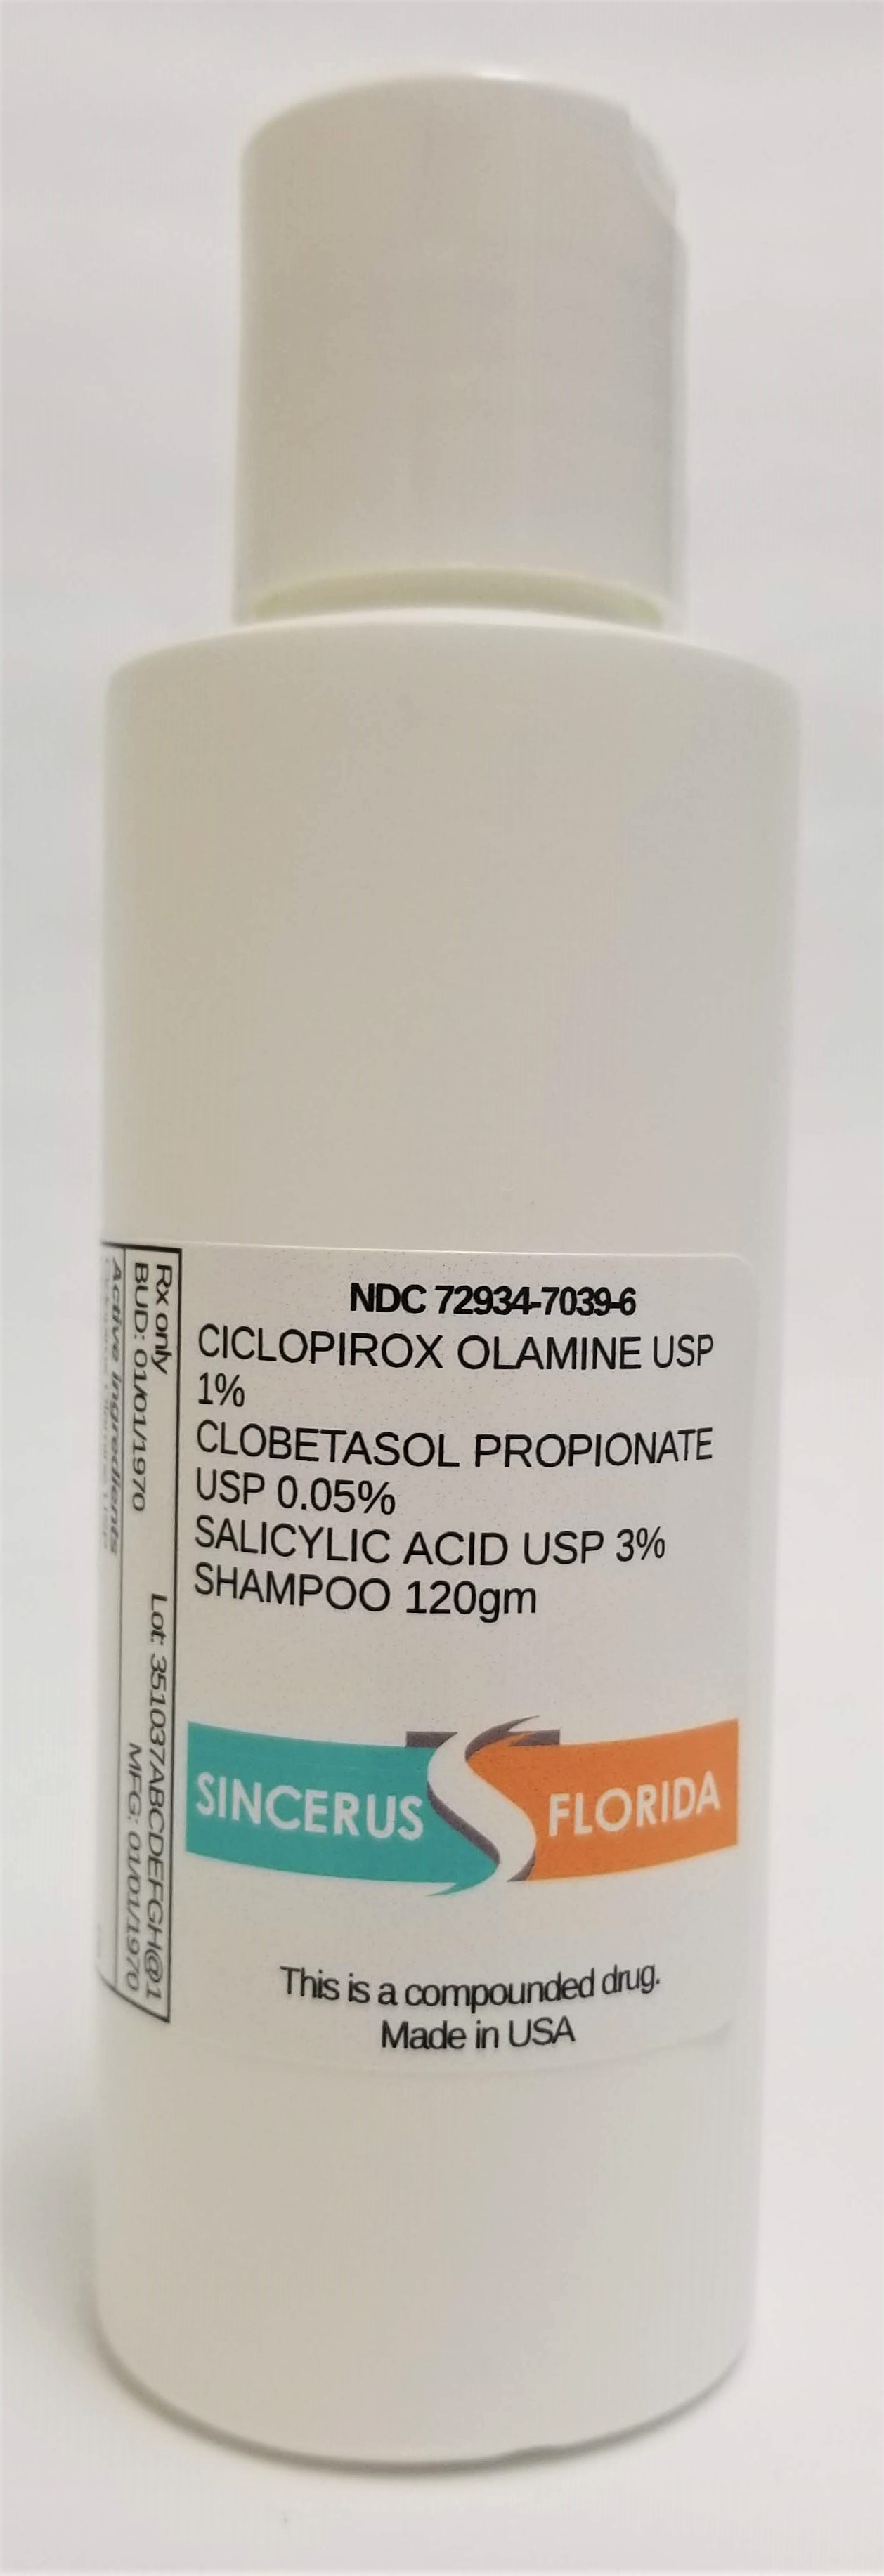 NDC 72934-7039-6
CICLOPIROX OLAMINE USP
1%
CLOBETASOL PROPIONATE
USP 0.05%
SALICYLIC ACID USP 3%
SHAMPOO 120gm
SINCERUS FLORIDA
This is a compounded drug.
Made in USA
Rx only Lot: 351037ABCDEFGH@1
BUD: 01/01/1970 MFG: 01/01/1970
Active Ingredients